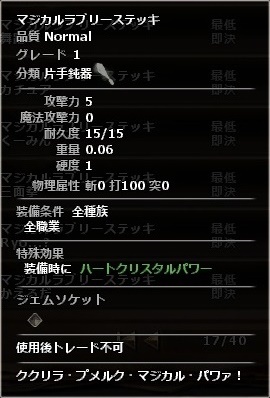 マジカルラブリーステッキ
品質 Normal
グレード 1
分類 片手鈍器
攻撃力 5
魔法攻撃力 0
耐久度 15/15
重量 0.06
硬度 1
物理属性 斬0 打100 突0
装備条件 全種族
全職業
特殊効果
装備時に ハートクリスタルパワー
ジェムソケット
17/40
使用後トレード不可
ククリラ・プメルク・マジカル・パワァ！